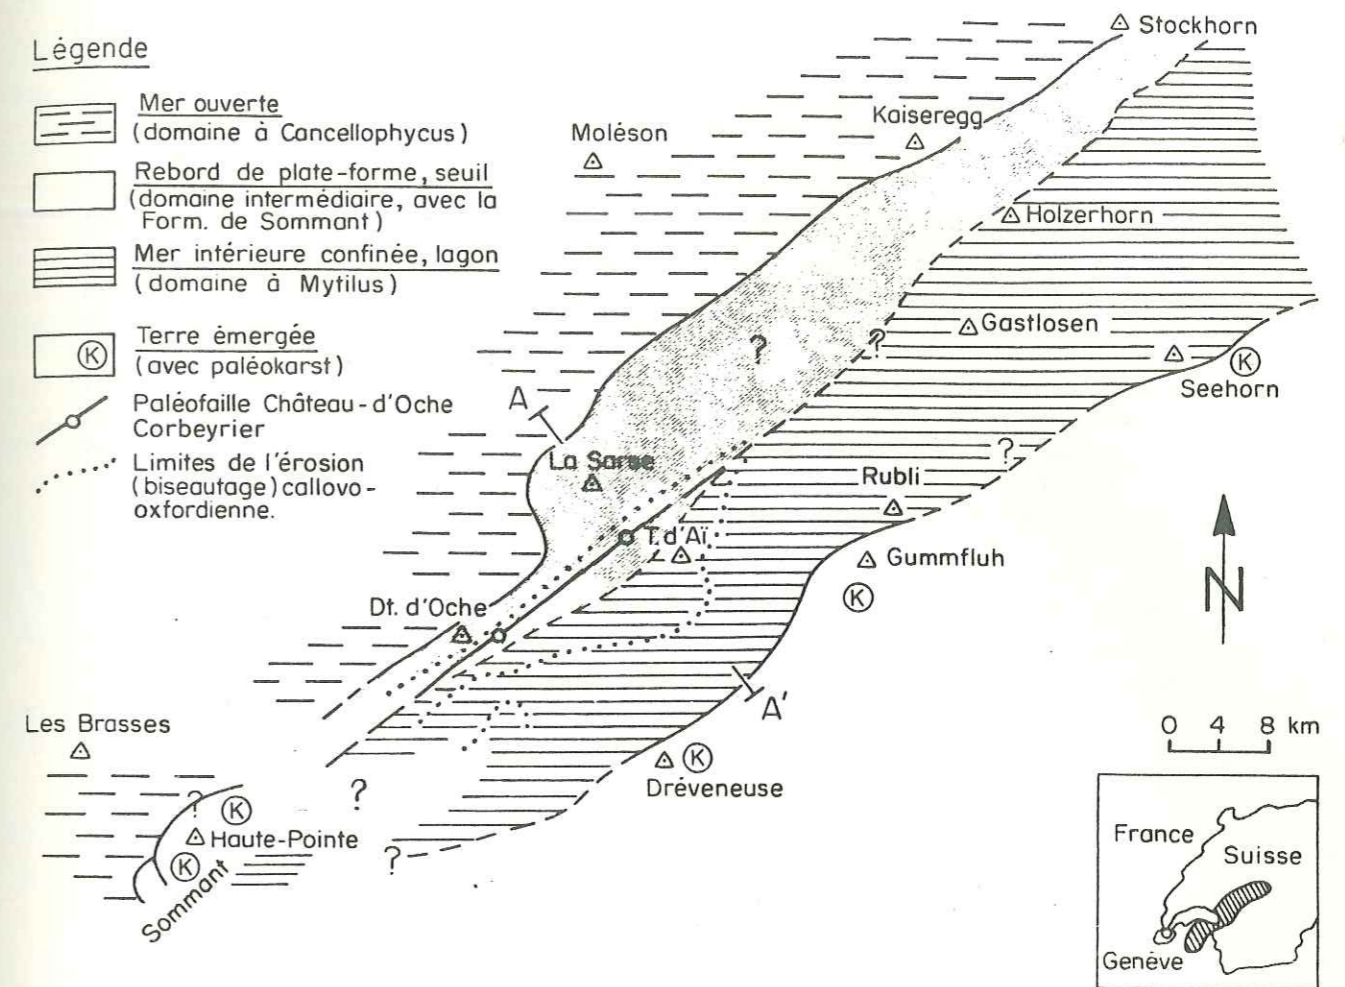 Légende
Mer ouverte
(domaine à Cancellophycus)
Rebord de plate-forme, seuil
(domaine intermédiaire, avec la
Form. de Sommant)
Mer intérieure confinée, lagon
(domaine à Mytilus)
K
Terre émergée
(avec paléokarst)
Paléofaille Château-d'Oche
Corbeyrier
Limites de l'érosion
(biseautage) callovo-
oxfordienne.
Stockhorn
Kaiseregg
Moléson
Holzerhorn
Gastlosen
?
?
K
Seehorn
A
La Sarse
?
Rubli
T. d'Aï
Gummfluh
K
N
Dt. d'Oche
A'
Les Brasses
0 4 8 km
K
Dréveneuse
?
?
K
Haute-Pointe
?
K
Sommant
France
Suisse
Genève